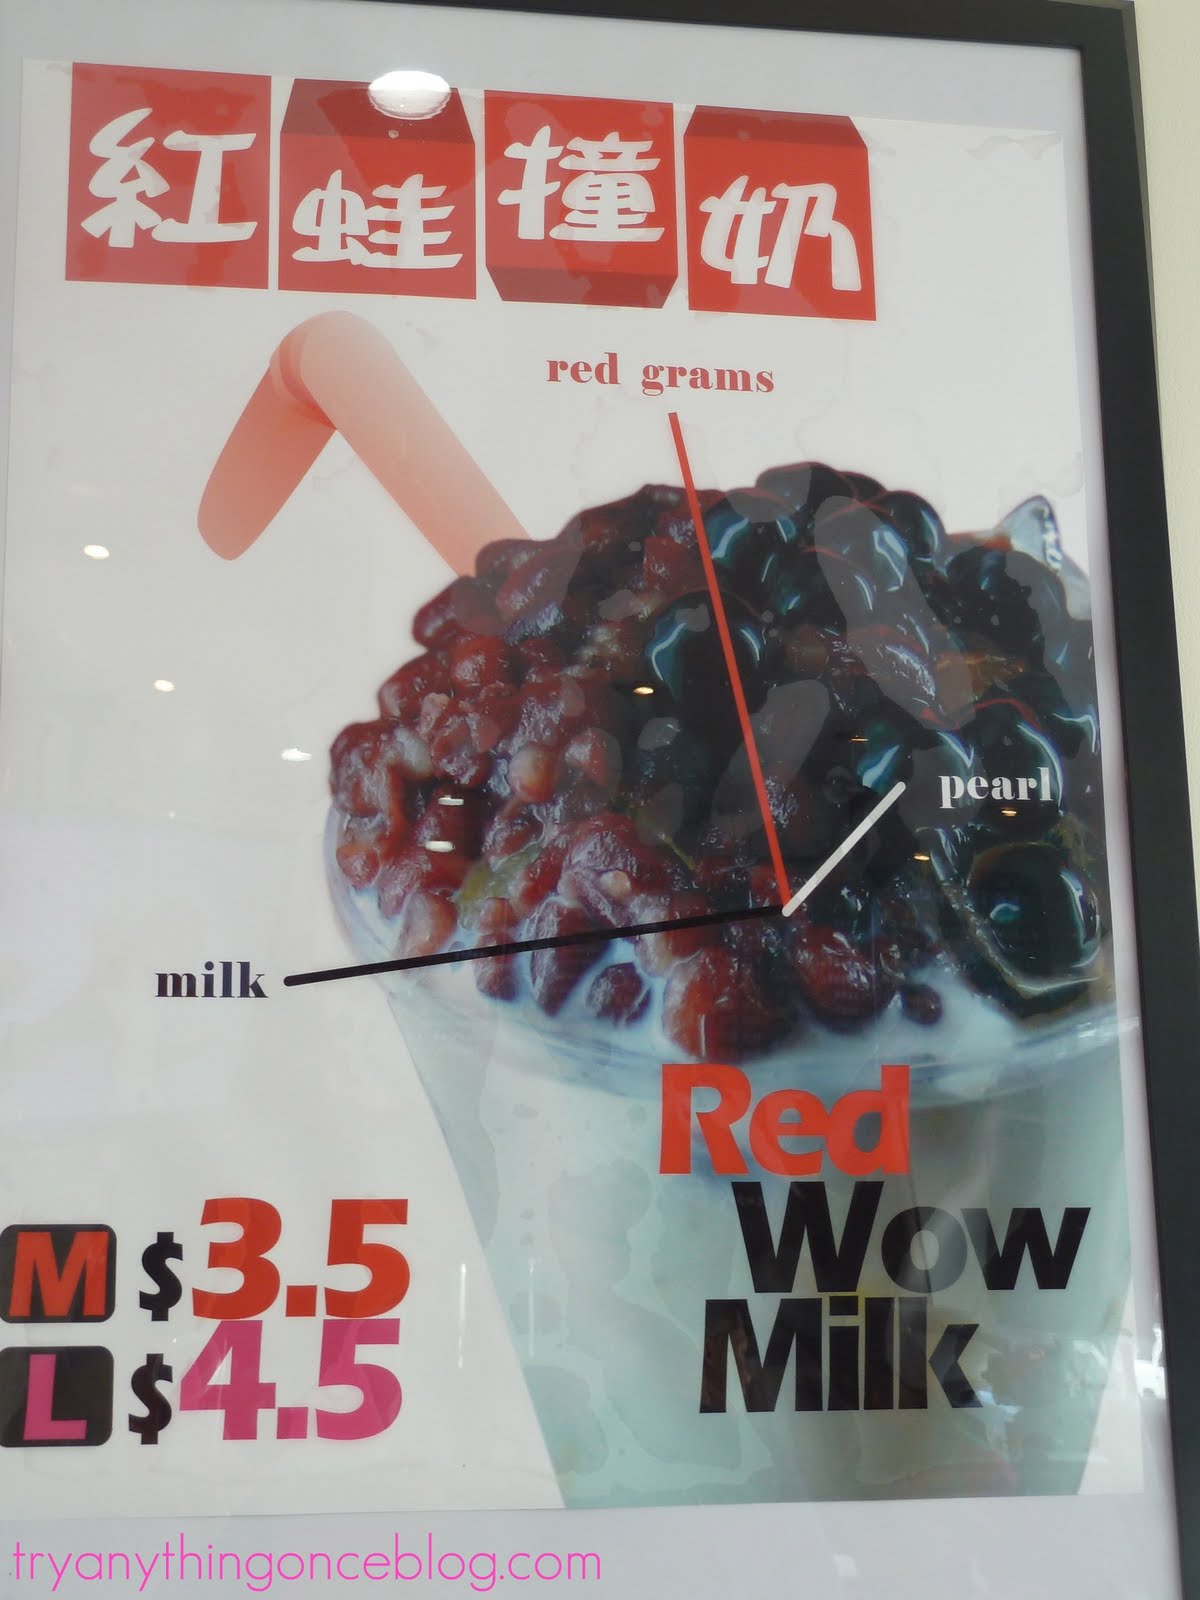 紅蛙撞奶
red grams
pearl
milk
Red
Wow
Milk
M $3.5
L $4.5
tryanythingonceblog.com